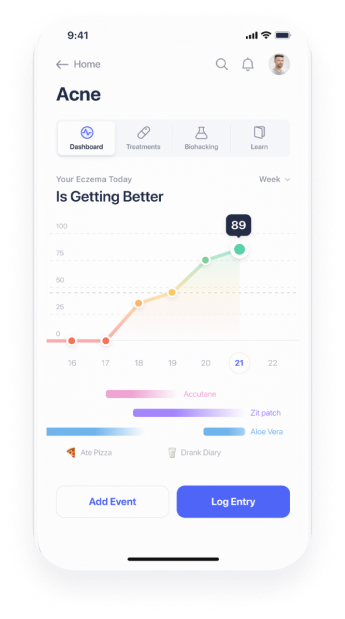 9:41
Home
Acne
Dashboard Treatments Biohacking Learn
Your Eczema Today Week
Is Getting Better
89
100
75
50
25
0
16 17 18 19 20 21 22
Accutane
Zit patch
Aloe Vera
Ate Pizza Drank Diary
Add Event Log Entry